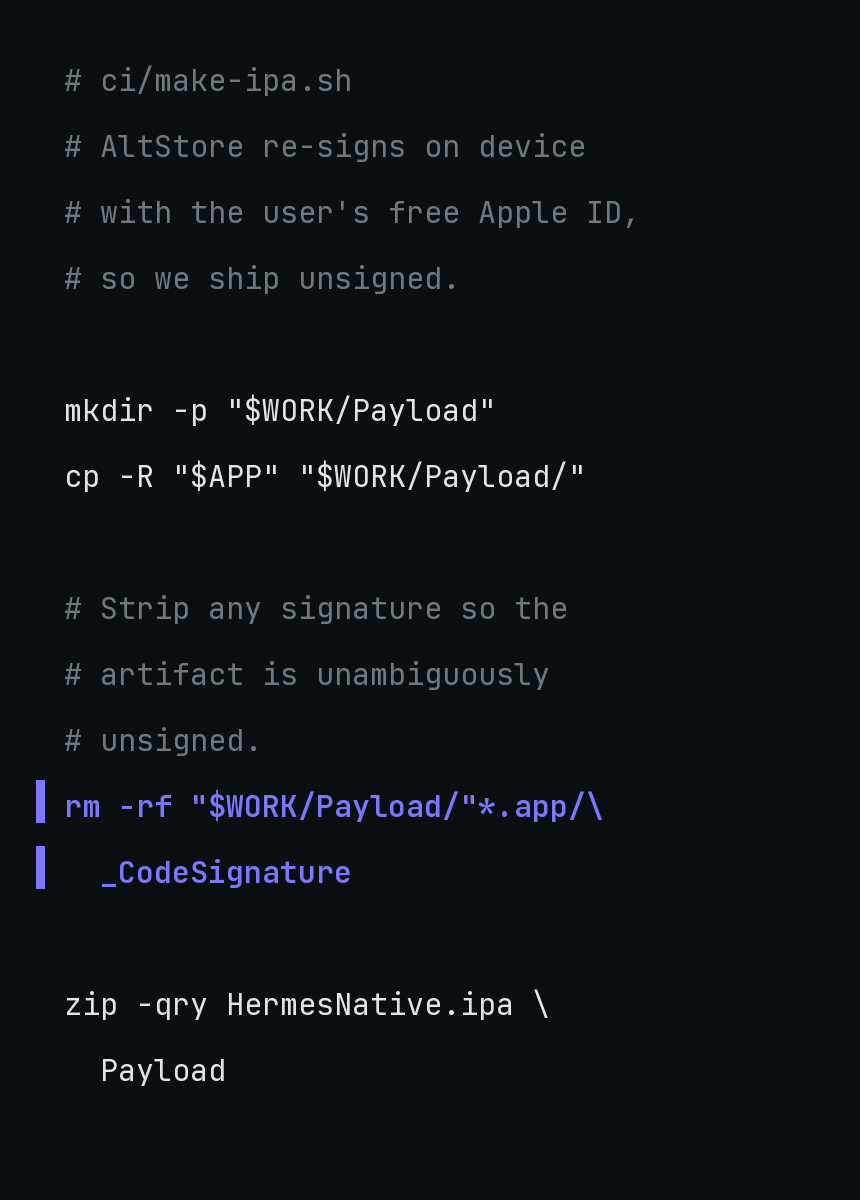 # ci/make-ipa.sh
# AltStore re-signs on device
# with the user's free Apple ID,
# so we ship unsigned.
mkdir -p "$WORK/Payload"
cp -R "$APP" "$WORK/Payload/"
# Strip any signature so the
# artifact is unambiguously
# unsigned.
rm -rf "$WORK/Payload/"*.app/\
  _CodeSignature
zip -qry HermesNative.ipa \
  Payload